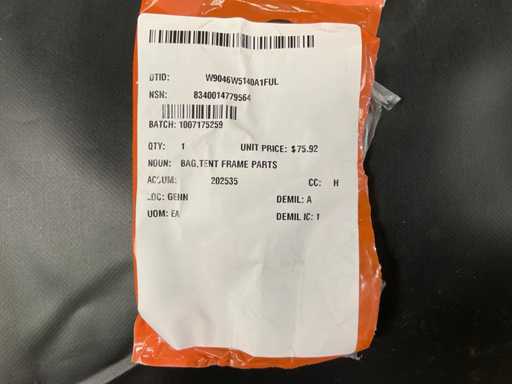 DTID: W9046W5140A1FUL
NSN: 8340014779564
BATCH: 1007175259
QTY: 1 UNIT PRICE: $75.92
NOUN: BAG,TENT FRAME PARTS
ACSUM: 202535 CC: H
LOC: GENN DEMIL: A
UOM: EA DEMIL IC: 1